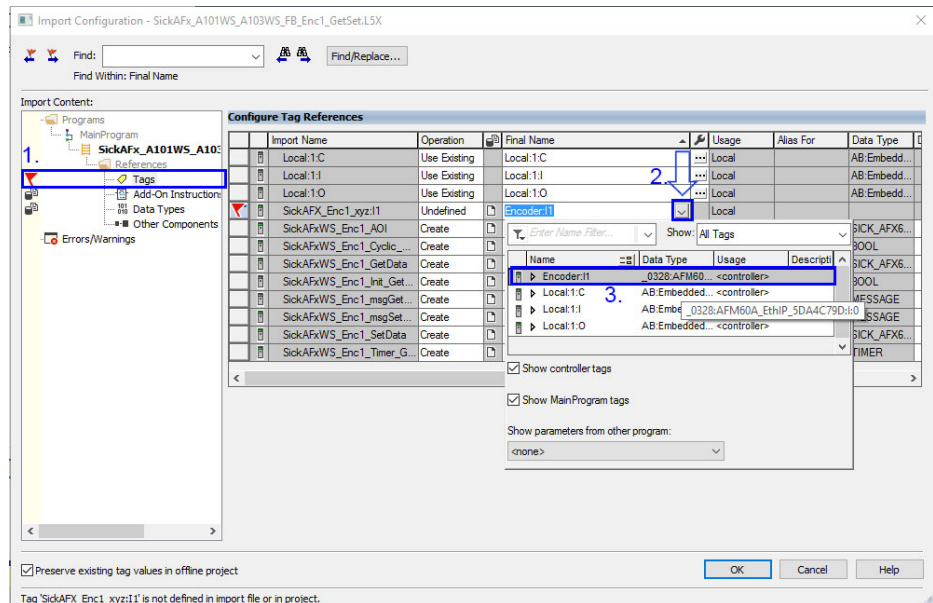 Import Configuration - SickAFx_A101WS_A103WS_FB_Enc1_GetSet.L5X
Find:
Find/Replace...
Find Within: Final Name
Import Content:
Programs
MainProgram
SickAFx_A101WS_A103
References
Tags
Add-On Instruction
Data Types
Other Components
Errors/Warnings
1.
Configure Tag References
Import Name Operation Final Name Usage Alias For Data Type D
Local:1:C Use Existing Local:1:C ... Local AB:Embedd...
Local:1:I Use Existing Local:1:I ... Local AB:Embedd...
Local:1:O Use Existing Local:1:O ... Local AB:Embedd...
2.
SickAFX_Enc1_xyz:I1 Undefined Encoder:I1 Local
SickAFxWS_Enc1_AOI Create SICK_AFX6...
SickAFxWS_Enc1_Cyclic_... Create BOOL
SickAFxWS_Enc1_GetData Create SICK_AFX6...
SickAFxWS_Enc1_Init_Get... Create BOOL
SickAFxWS_Enc1_msgGet... Create MESSAGE
SickAFxWS_Enc1_msgSet... Create MESSAGE
SickAFxWS_Enc1_SetData Create SICK_AFX6...
SickAFxWS_Enc1_Timer_G... Create TIMER
Enter Name Filter... Show: All Tags
Name Data Type Usage Descripti
Encoder:I1 _0328:AFM60... <controller>
Local:1:C AB:Embedded... <controller>
Local:1:I AB:Embe
Local:1:O AB:Embedded... <controller>
3.
_0328:AFM60A_EthIP_5DA4C79D:I:0
Show controller tags
Show MainProgram tags
Show parameters from other program:
<none>
Preserve existing tag values in offline project
OK Cancel Help
Tag 'SickAFX_Enc1_xyz:I1' is not defined in import file or in project.